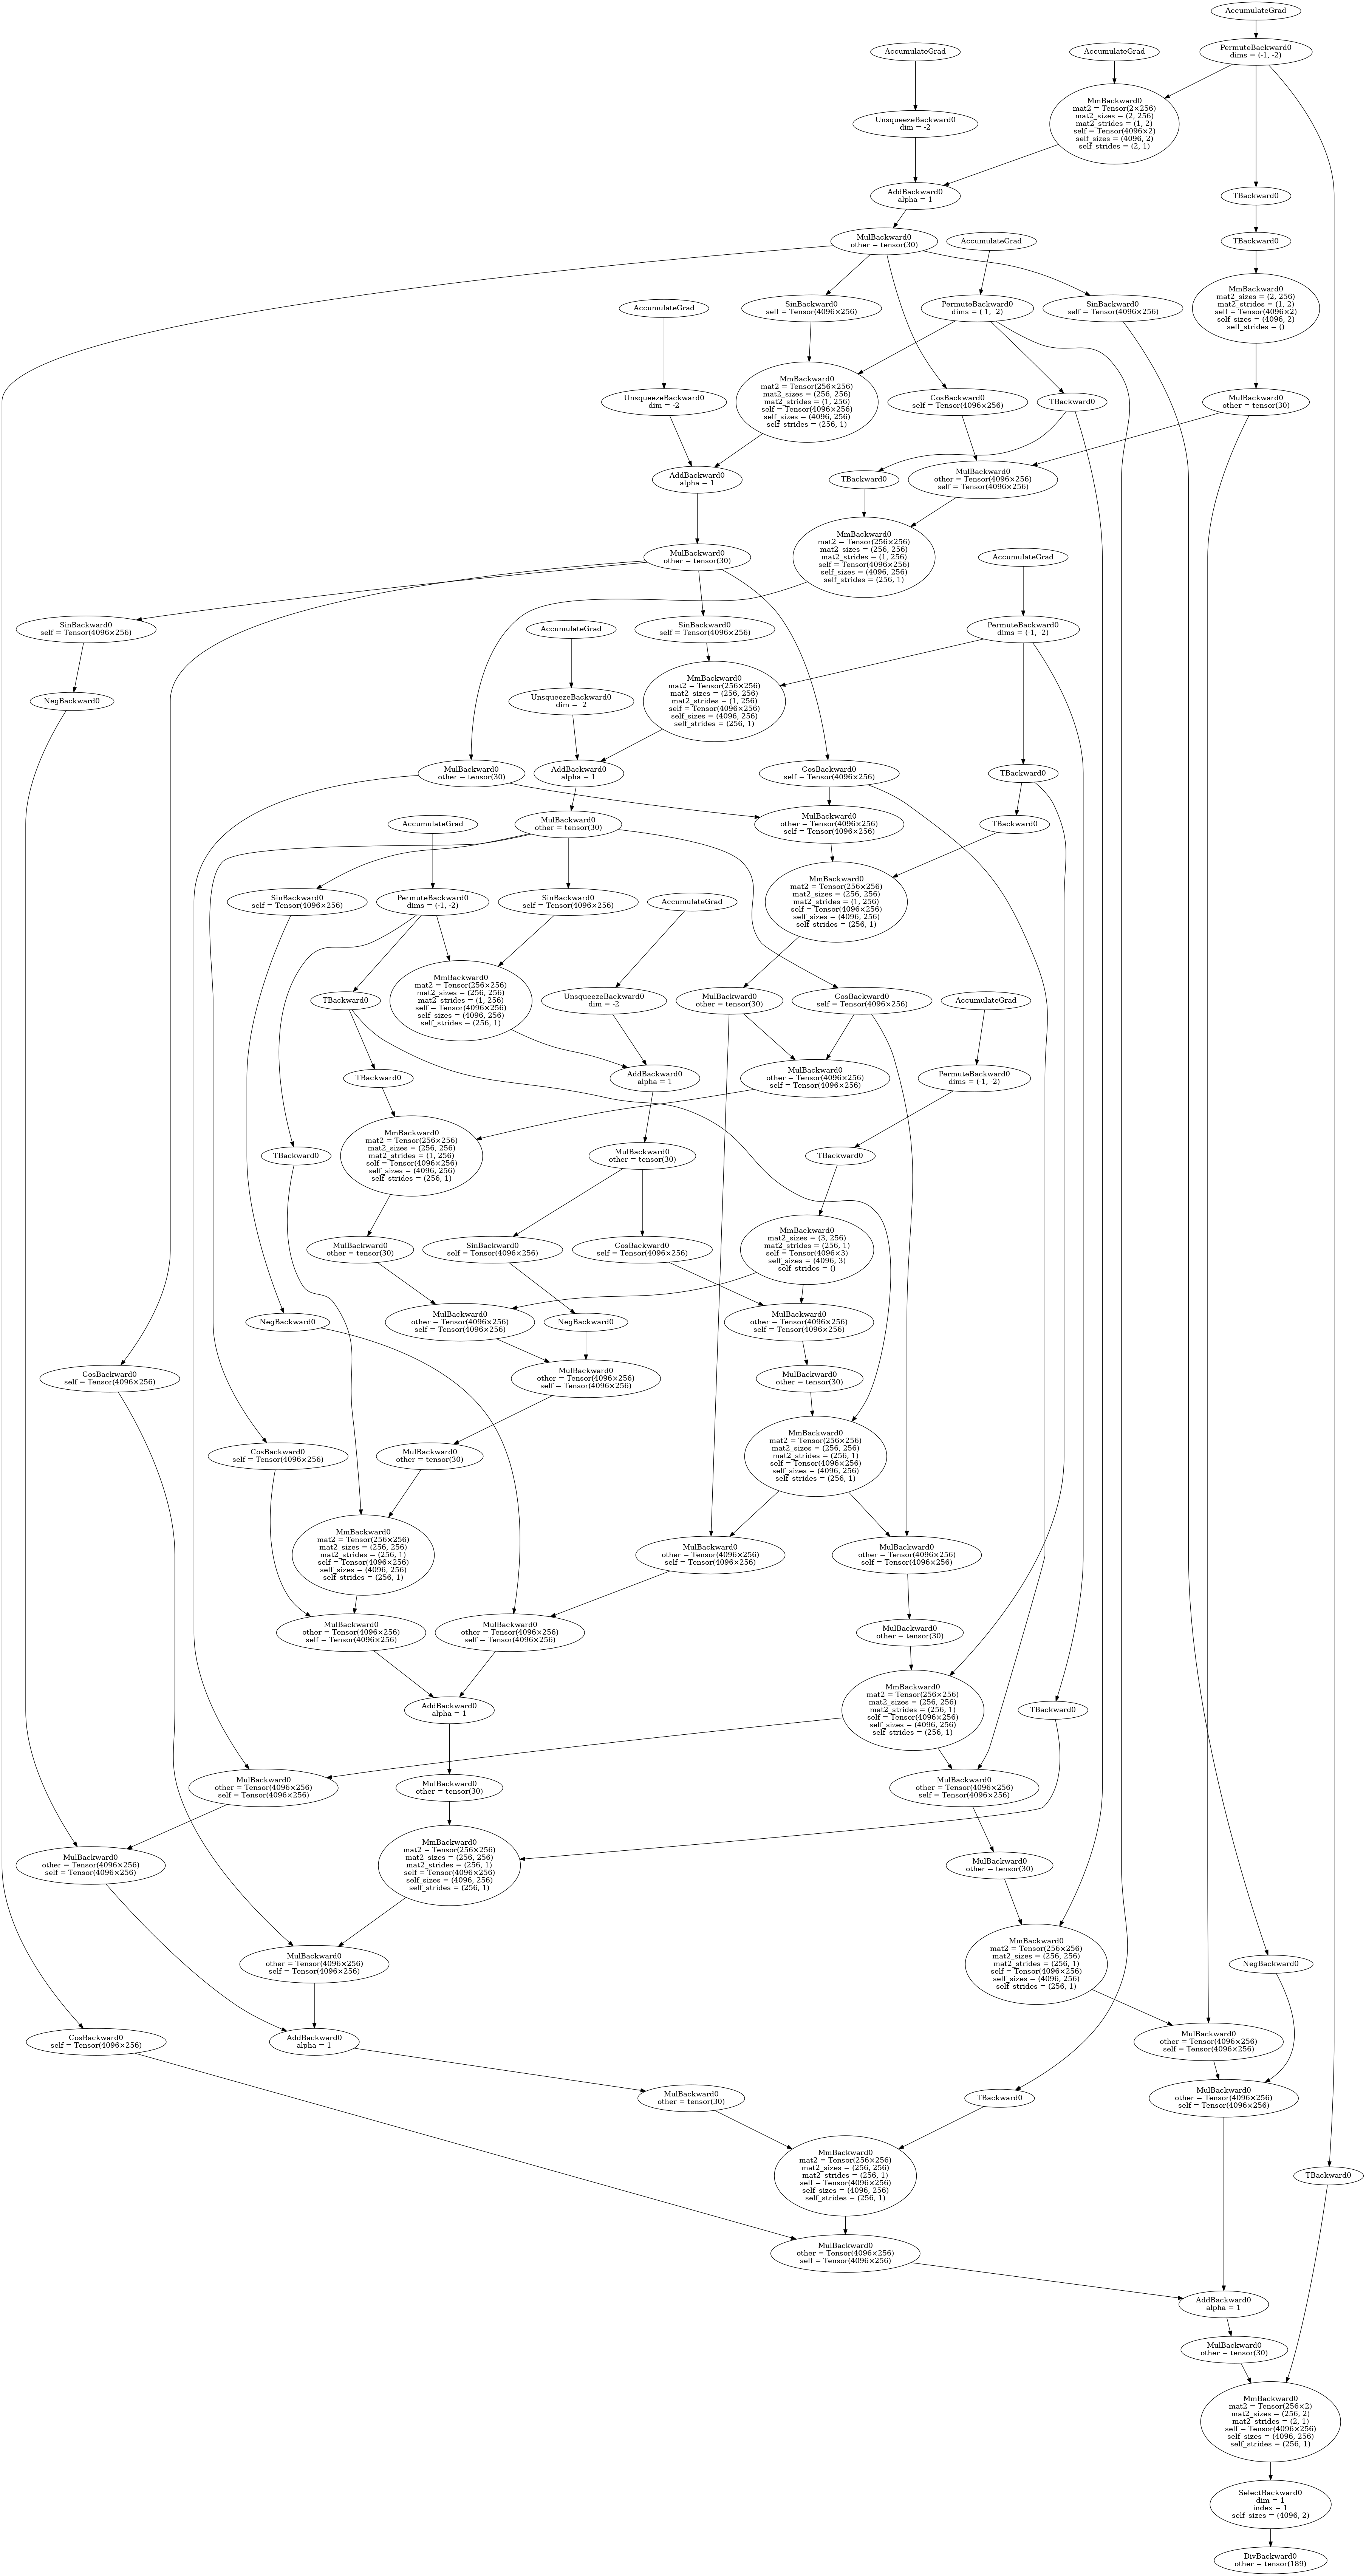 AccumulateGrad
PermuteBackward0
dims = (-1, -2)
AccumulateGrad
AccumulateGrad
MmBackward0
mat2 = Tensor(2×256)
mat2_sizes = (2, 256)
mat2_strides = (1, 2)
self = Tensor(4096×2)
self_sizes = (4096, 2)
self_strides = (2, 1)
UnsqueezeBackward0
dim = -2
AddBackward0
alpha = 1
TBackward0
MulBackward0
other = tensor(30)
AccumulateGrad
TBackward0
MmBackward0
mat2_sizes = (2, 256)
mat2_strides = (1, 2)
self = Tensor(4096×2)
self_sizes = (4096, 2)
self_strides = ()
AccumulateGrad
SinBackward0
self = Tensor(4096×256)
PermuteBackward0
dims = (-1, -2)
SinBackward0
self = Tensor(4096×256)
UnsqueezeBackward0
dim = -2
MmBackward0
mat2 = Tensor(256×256)
mat2_sizes = (256, 256)
mat2_strides = (1, 256)
self = Tensor(4096×256)
self_sizes = (4096, 256)
self_strides = (256, 1)
CosBackward0
self = Tensor(4096×256)
TBackward0
MulBackward0
other = tensor(30)
AddBackward0
alpha = 1
TBackward0
MulBackward0
other = Tensor(4096×256)
self = Tensor(4096×256)
MulBackward0
other = tensor(30)
MmBackward0
mat2 = Tensor(256×256)
mat2_sizes = (256, 256)
mat2_strides = (1, 256)
self = Tensor(4096×256)
self_sizes = (4096, 256)
self_strides = (256, 1)
AccumulateGrad
SinBackward0
self = Tensor(4096×256)
AccumulateGrad
SinBackward0
self = Tensor(4096×256)
PermuteBackward0
dims = (-1, -2)
NegBackward0
UnsqueezeBackward0
dim = -2
MmBackward0
mat2 = Tensor(256×256)
mat2_sizes = (256, 256)
mat2_strides = (1, 256)
self = Tensor(4096×256)
self_sizes = (4096, 256)
self_strides = (256, 1)
MulBackward0
other = tensor(30)
AddBackward0
alpha = 1
CosBackward0
self = Tensor(4096×256)
TBackward0
AccumulateGrad
MulBackward0
other = tensor(30)
MulBackward0
other = Tensor(4096×256)
self = Tensor(4096×256)
TBackward0
SinBackward0
self = Tensor(4096×256)
PermuteBackward0
dims = (-1, -2)
SinBackward0
self = Tensor(4096×256)
AccumulateGrad
MmBackward0
mat2 = Tensor(256×256)
mat2_sizes = (256, 256)
mat2_strides = (1, 256)
self = Tensor(4096×256)
self_sizes = (4096, 256)
self_strides = (256, 1)
TBackward0
MmBackward0
mat2 = Tensor(256×256)
mat2_sizes = (256, 256)
mat2_strides = (1, 256)
self = Tensor(4096×256)
self_sizes = (4096, 256)
self_strides = (256, 1)
UnsqueezeBackward0
dim = -2
MulBackward0
other = tensor(30)
CosBackward0
self = Tensor(4096×256)
AccumulateGrad
TBackward0
AddBackward0
alpha = 1
MulBackward0
other = Tensor(4096×256)
self = Tensor(4096×256)
PermuteBackward0
dims = (-1, -2)
TBackward0
MmBackward0
mat2 = Tensor(256×256)
mat2_sizes = (256, 256)
mat2_strides = (1, 256)
self = Tensor(4096×256)
self_sizes = (4096, 256)
self_strides = (256, 1)
MulBackward0
other = tensor(30)
TBackward0
MulBackward0
other = tensor(30)
SinBackward0
self = Tensor(4096×256)
CosBackward0
self = Tensor(4096×256)
MmBackward0
mat2_sizes = (3, 256)
mat2_strides = (256, 1)
self = Tensor(4096×3)
self_sizes = (4096, 3)
self_strides = ()
NegBackward0
MulBackward0
other = Tensor(4096×256)
self = Tensor(4096×256)
NegBackward0
MulBackward0
other = Tensor(4096×256)
self = Tensor(4096×256)
CosBackward0
self = Tensor(4096×256)
MulBackward0
other = Tensor(4096×256)
self = Tensor(4096×256)
MulBackward0
other = tensor(30)
CosBackward0
self = Tensor(4096×256)
MulBackward0
other = tensor(30)
MmBackward0
mat2 = Tensor(256×256)
mat2_sizes = (256, 256)
mat2_strides = (256, 1)
self = Tensor(4096×256)
self_sizes = (4096, 256)
self_strides = (256, 1)
MmBackward0
mat2 = Tensor(256×256)
mat2_sizes = (256, 256)
mat2_strides = (256, 1)
self = Tensor(4096×256)
self_sizes = (4096, 256)
self_strides = (256, 1)
MulBackward0
other = Tensor(4096×256)
self = Tensor(4096×256)
MulBackward0
other = Tensor(4096×256)
self = Tensor(4096×256)
MulBackward0
other = Tensor(4096×256)
self = Tensor(4096×256)
MulBackward0
other = Tensor(4096×256)
self = Tensor(4096×256)
MulBackward0
other = tensor(30)
AddBackward0
alpha = 1
MmBackward0
mat2 = Tensor(256×256)
mat2_sizes = (256, 256)
mat2_strides = (256, 1)
self = Tensor(4096×256)
self_sizes = (4096, 256)
self_strides = (256, 1)
TBackward0
MulBackward0
other = Tensor(4096×256)
self = Tensor(4096×256)
MulBackward0
other = tensor(30)
MulBackward0
other = Tensor(4096×256)
self = Tensor(4096×256)
MulBackward0
other = Tensor(4096×256)
self = Tensor(4096×256)
MmBackward0
mat2 = Tensor(256×256)
mat2_sizes = (256, 256)
mat2_strides = (256, 1)
self = Tensor(4096×256)
self_sizes = (4096, 256)
self_strides = (256, 1)
MulBackward0
other = tensor(30)
MulBackward0
other = Tensor(4096×256)
self = Tensor(4096×256)
MmBackward0
mat2 = Tensor(256×256)
mat2_sizes = (256, 256)
mat2_strides = (256, 1)
self = Tensor(4096×256)
self_sizes = (4096, 256)
self_strides = (256, 1)
NegBackward0
CosBackward0
self = Tensor(4096×256)
AddBackward0
alpha = 1
MulBackward0
other = Tensor(4096×256)
self = Tensor(4096×256)
MulBackward0
other = tensor(30)
TBackward0
MulBackward0
other = Tensor(4096×256)
self = Tensor(4096×256)
MmBackward0
mat2 = Tensor(256×256)
mat2_sizes = (256, 256)
mat2_strides = (256, 1)
self = Tensor(4096×256)
self_sizes = (4096, 256)
self_strides = (256, 1)
TBackward0
MulBackward0
other = Tensor(4096×256)
self = Tensor(4096×256)
AddBackward0
alpha = 1
MulBackward0
other = tensor(30)
MmBackward0
mat2 = Tensor(256×2)
mat2_sizes = (256, 2)
mat2_strides = (2, 1)
self = Tensor(4096×256)
self_sizes = (4096, 256)
self_strides = (256, 1)
SelectBackward0
dim = 1
index = 1
self_sizes = (4096, 2)
DivBackward0
other = tensor(189)